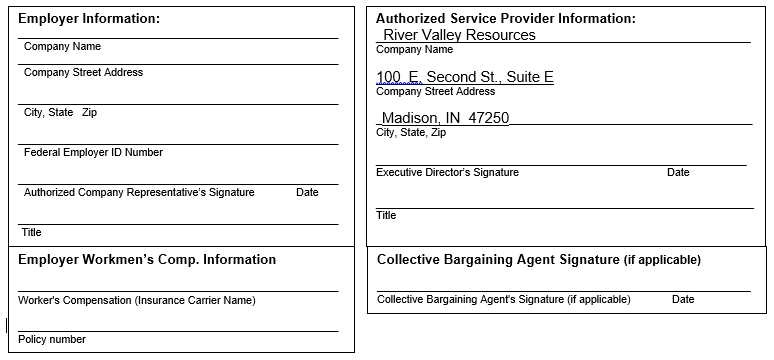 Employer Information:
Company Name
Company Street Address
City, State   Zip
Federal Employer ID Number
Authorized Company Representative's Signature   Date
Title
Employer Workmen's Comp. Information
Worker's Compensation (Insurance Carrier Name)
Policy number
Authorized Service Provider Information:
River Valley Resources
Company Name
100  E. Second St., Suite E
Company Street Address
Madison, IN  47250
City, State, Zip
Executive Director's Signature   Date
Title
Collective Bargaining Agent Signature (if applicable)
Collective Bargaining Agent's Signature (if applicable)   Date